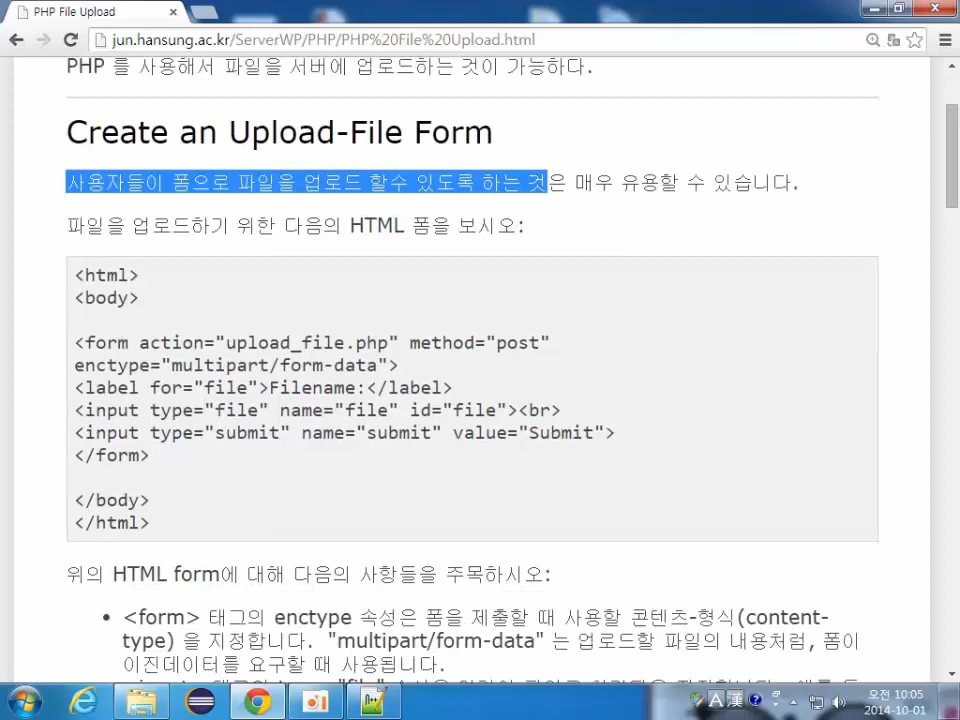 PHP File Upload
jun.hansung.ac.kr/ServerWP/PHP/PHP%20File%20Upload.html
PHP 를 사용해서 파일을 서버에 업로드하는 것이 가능하다.
Create an Upload-File Form
사용자들이 폼으로 파일을 업로드 할수 있도록 하는 것은 매우 유용할 수 있습니다.
파일을 업로드하기 위한 다음의 HTML 폼을 보시오:
<html>
<body>
<form action="upload_file.php" method="post"
enctype="multipart/form-data">
<label for="file">Filename:</label>
<input type="file" name="file" id="file"><br>
<input type="submit" name="submit" value="Submit">
</form>
</body>
</html>
위의 HTML form에 대해 다음의 사항들을 주목하시오:
• <form> 태그의 enctype 속성은 폼을 제출할 때 사용할 콘텐츠-형식(content-
type) 을 지정합니다. "multipart/form-data" 는 업로드할 파일의 내용처럼, 폼이
이진데이터를 요구할 때 사용됩니다.
A 漢
오전 10:05
2014-10-01